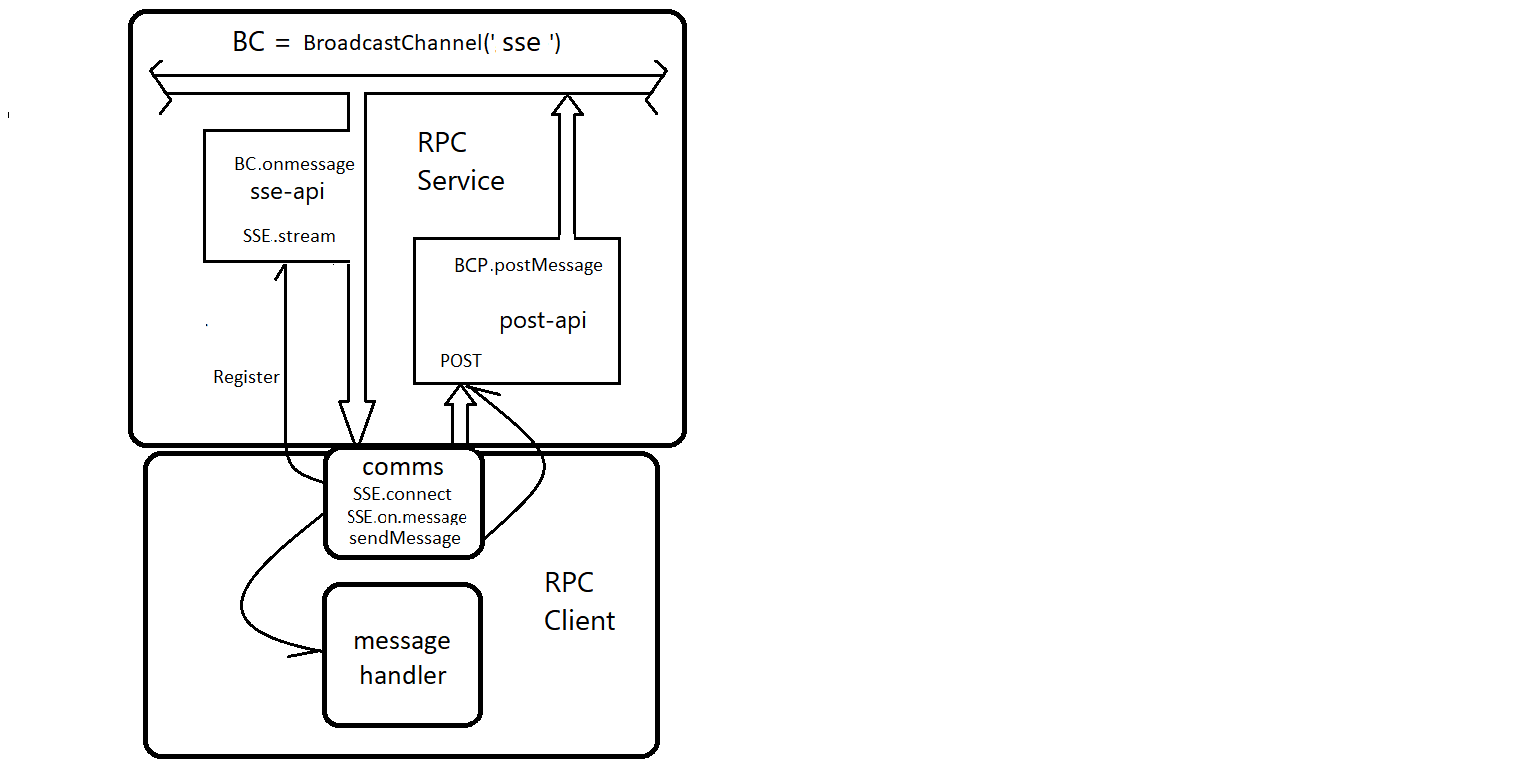 BC = BroadcastChannel(' sse ')
RPC
Service
BC.onmessage
sse-api
SSE.stream
BCP.postMessage
post-api
POST
Register
comms
SSE.connect
SSE.on.message
sendMessage
RPC
Client
message
handler